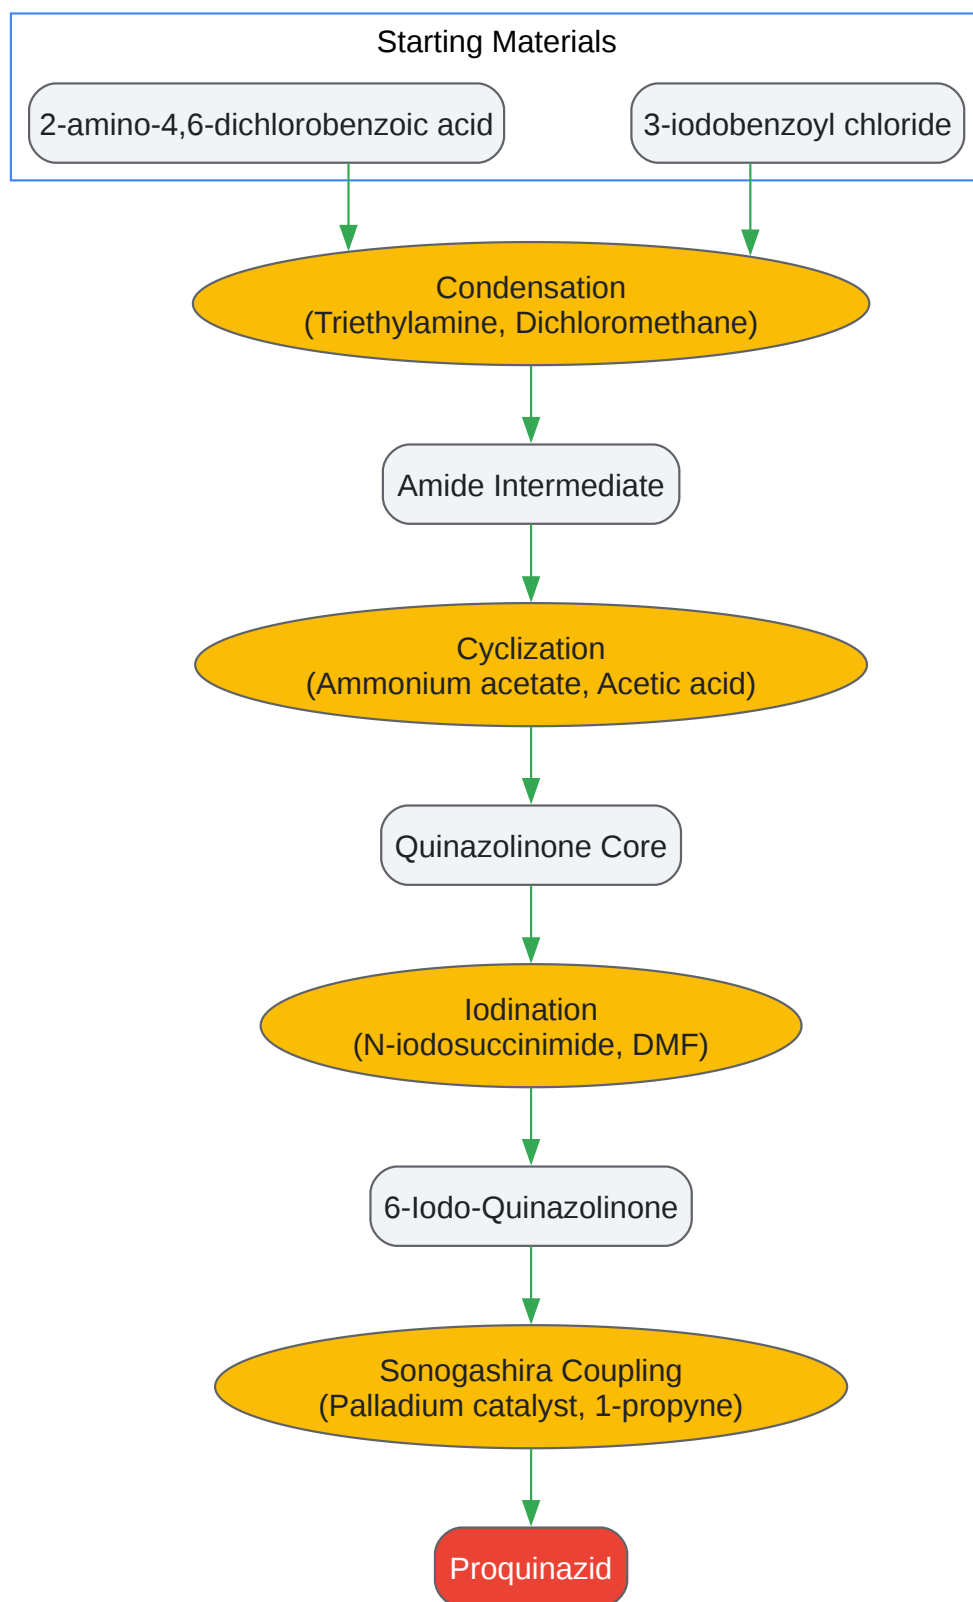 Starting Materials
2-amino-4,6-dichlorobenzoic acid
3-iodobenzoyl chloride
Condensation
(Triethylamine, Dichloromethane)
Amide Intermediate
Cyclization
(Ammonium acetate, Acetic acid)
Quinazolinone Core
Iodination
(N-iodosuccinimide, DMF)
6-Iodo-Quinazolinone
Sonogashira Coupling
(Palladium catalyst, 1-propyne)
Proquinazid